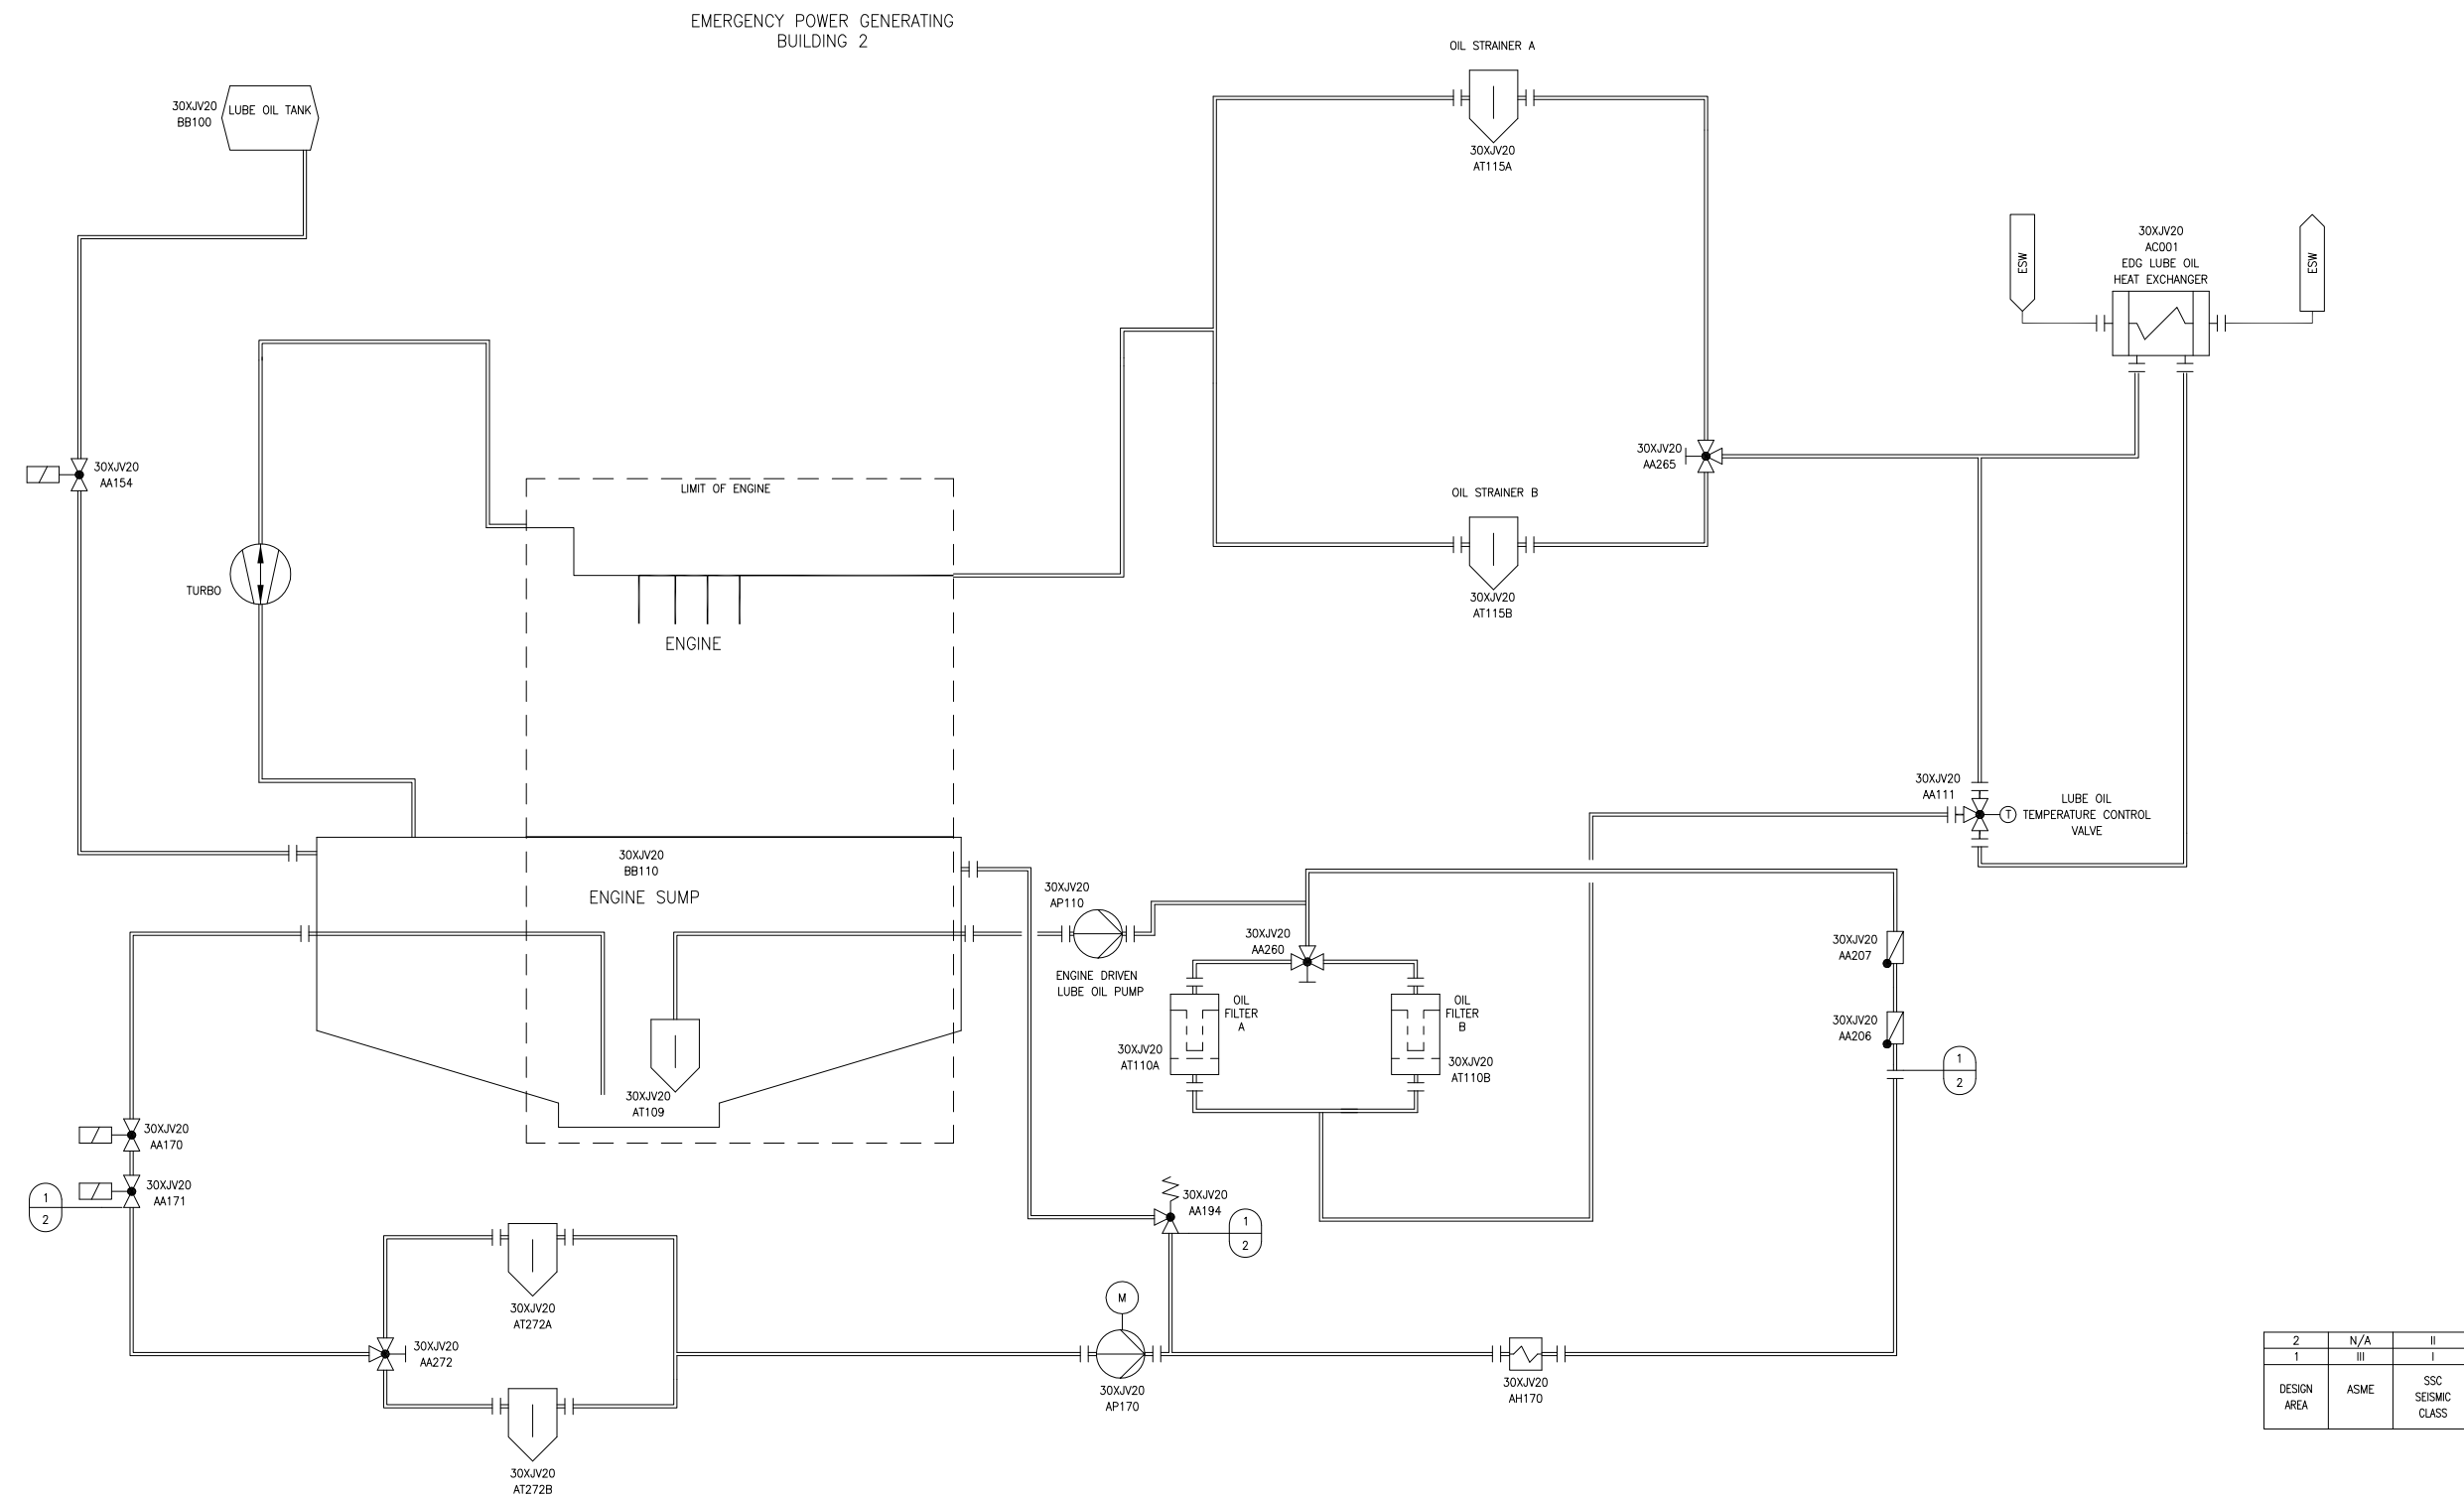 EMERGENCY POWER GENERATING
BUILDING 2
OIL STRAINER A
30XJV20
BB100
LUBE OIL TANK
30XJV20
AT115A
30XJV20
AC001
EDG LUBE OIL
HEAT EXCHANGER
ESW
ESW
30XJV20
AA154
LIMIT OF ENGINE
30XJV20
AA265
OIL STRAINER B
TURBO
30XJV20
AT115B
ENGINE
30XJV20
AA111
LUBE OIL
TEMPERATURE CONTROL
VALVE
T
30XJV20
BB110
ENGINE SUMP
30XJV20
AP110
ENGINE DRIVEN
LUBE OIL PUMP
30XJV20
AA260
30XJV20
AA207
OIL
FILTER
A
OIL
FILTER
B
30XJV20
AT110A
30XJV20
AT110B
30XJV20
AA206
1
2
30XJV20
AT109
30XJV20
AA170
30XJV20
AA171
1
2
30XJV20
AA194
1
2
30XJV20
AT272A
M
30XJV20
AA272
30XJV20
AP170
30XJV20
AH170
30XJV20
AT272B
2 N/A II
1 III I
DESIGN
AREA
ASME
SSC
SEISMIC
CLASS